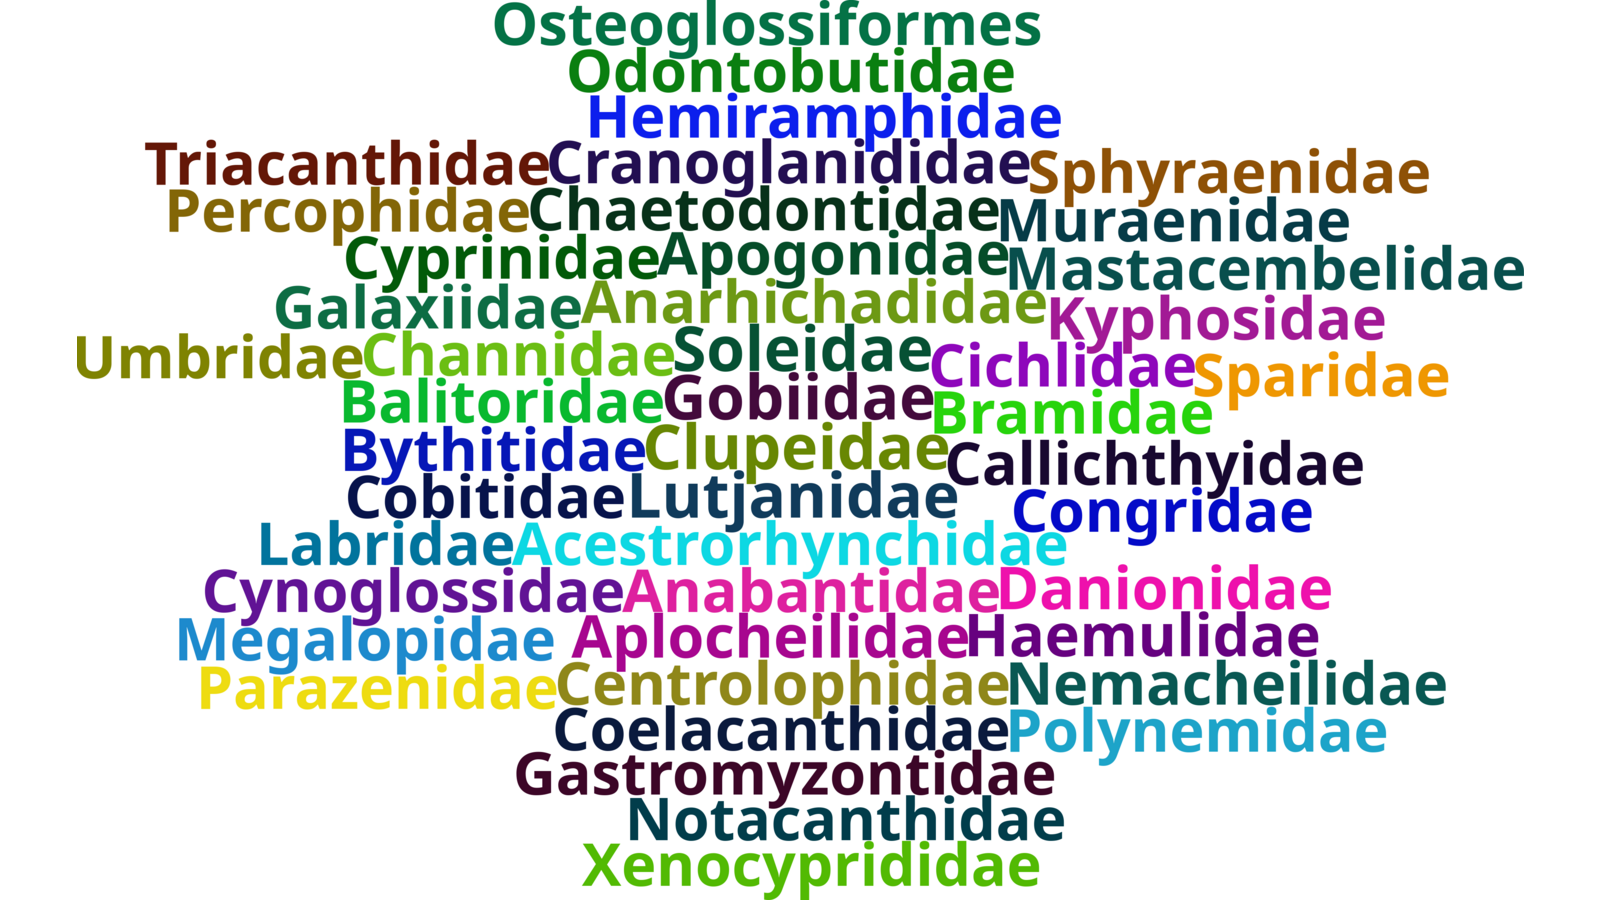 Osteoglossiformes
Odontobutidae
Hemiramphidae
Triacanthidae Cranoglanididae Sphyraenidae
Percophidae Chaetodontidae Muraenidae
Cyprinidae Apogonidae Mastacembelidae
Galaxiidae Anarhichadidae Kyphosidae
Umbridae Channidae Soleidae Cichlidae Sparidae
Balitoridae Gobiidae Bramidae
Bythitidae Clupeidae Callichthyidae
Cobitidae Lutjanidae Congridae
Labridae Acestrorhynchidae
Cynoglossidae Anabantidae Danionidae
Megalopidae Aplocheilidae Haemulidae
Parazenidae Centrolophidae Nemacheilidae
Coelacanthidae Polynemidae
Gastromyzontidae
Notacanthidae
Xenocyprididae